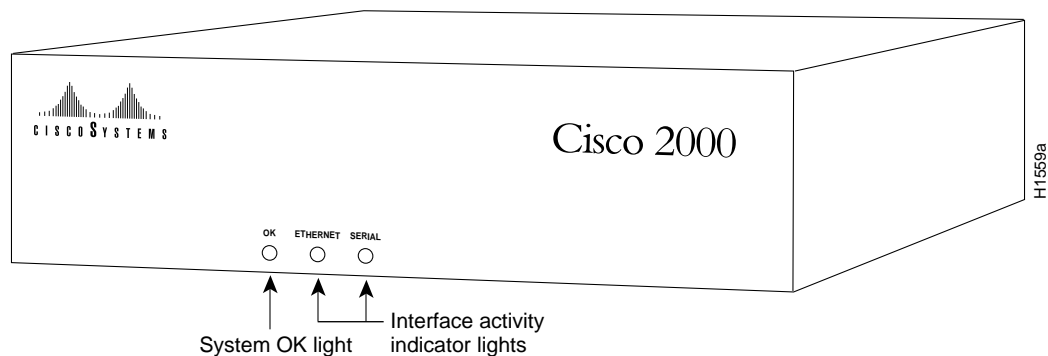 CISCO SYSTEMS
Cisco 2000
H1559a
OK ETHERNET SERIAL
System OK light
Interface activity
indicator lights